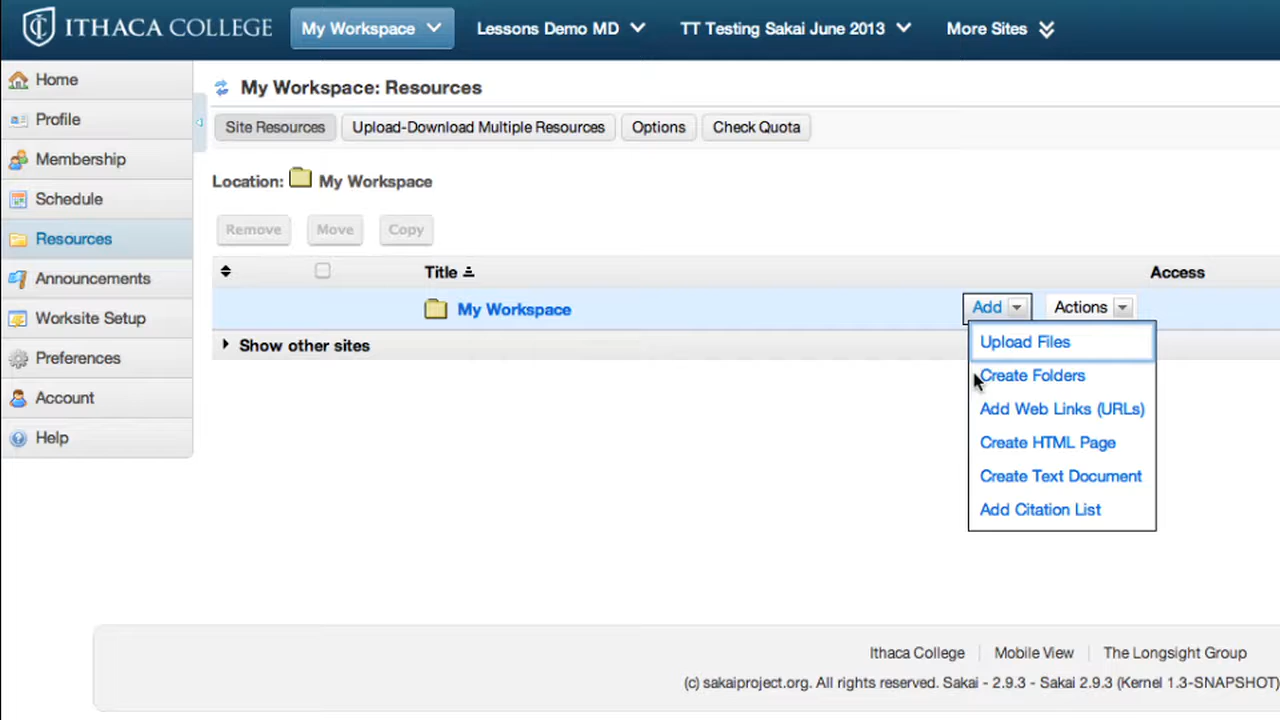 ITHACA COLLEGE My Workspace Lessons Demo MD TT Testing Sakai June 2013 More Sites
Home
Profile
Membership
Schedule
Resources
Announcements
Worksite Setup
Preferences
Account
Help
My Workspace: Resources
Site Resources Upload-Download Multiple Resources Options Check Quota
Location: My Workspace
Remove Move Copy
Title Access
My Workspace Add Actions
Show other sites
Upload Files
Create Folders
Add Web Links (URLs)
Create HTML Page
Create Text Document
Add Citation List
Ithaca College Mobile View The Longsight Group
(c) sakaiproject.org. All rights reserved. Sakai - 2.9.3 - Sakai 2.9.3 (Kernel 1.3-SNAPSHOT)